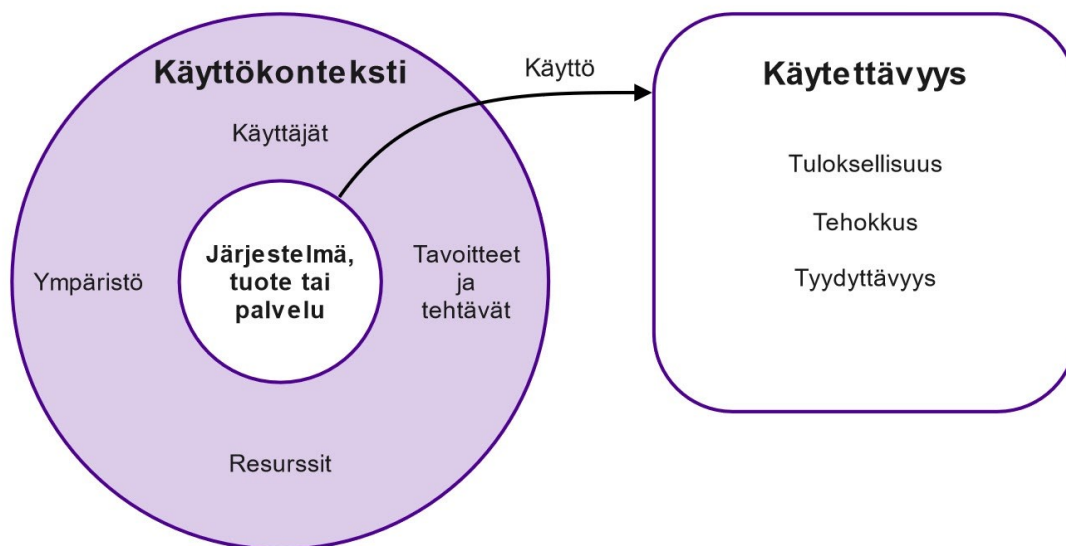 Käyttökonteksti
Käyttäjät
Ympäristö
Järjestelmä,
tuote tai
palvelu
Tavoitteet
ja
tehtävät
Resurssit
Käyttö
Käytettävyys
Tuloksellisuus
Tehokkus
Tyydyttävyys